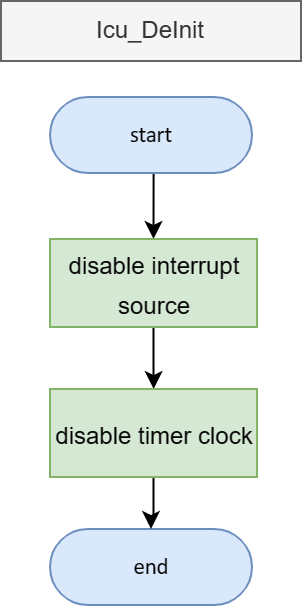 Icu_DeInit
start
disable interrupt
source
disable timer clock
end